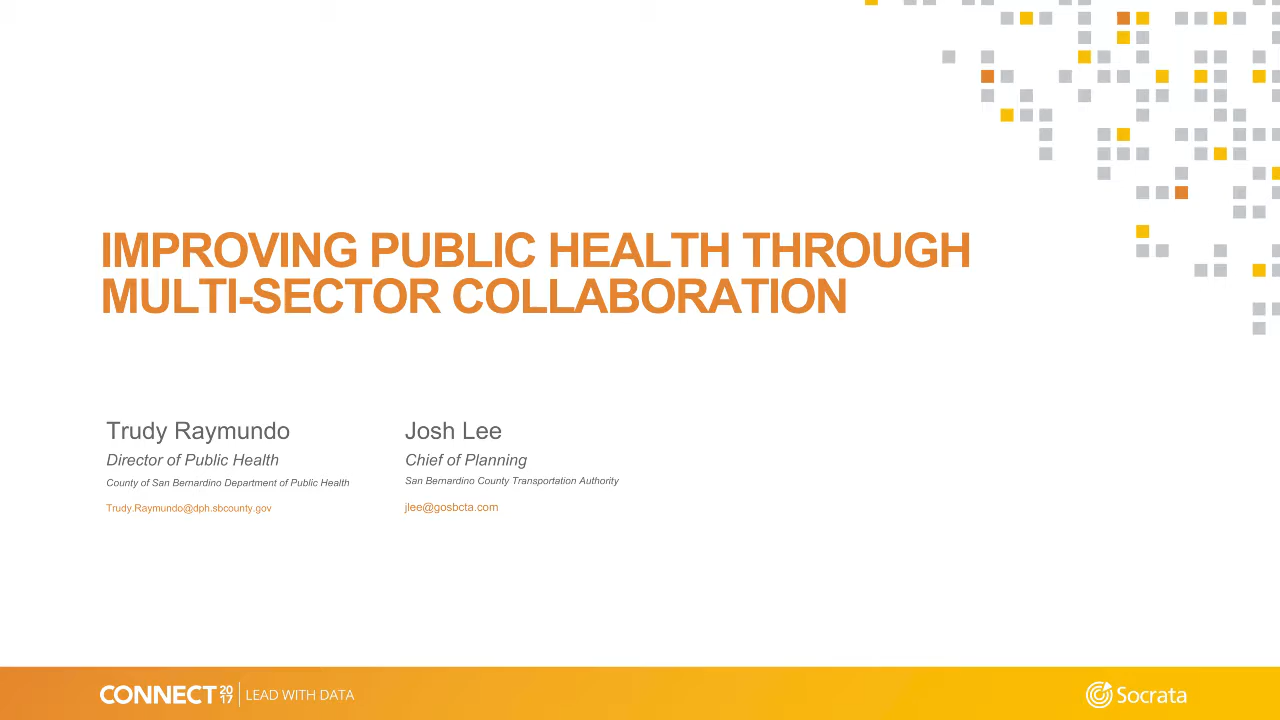 IMPROVING PUBLIC HEALTH THROUGH
MULTI-SECTOR COLLABORATION
Trudy Raymundo
Director of Public Health
County of San Bernardino Department of Public Health
Trudy.Raymundo@dph.sbcounty.gov
Josh Lee
Chief of Planning
San Bernardino County Transportation Authority
jlee@gosbcta.com
CONNECT 2017 LEAD WITH DATA
Socrata